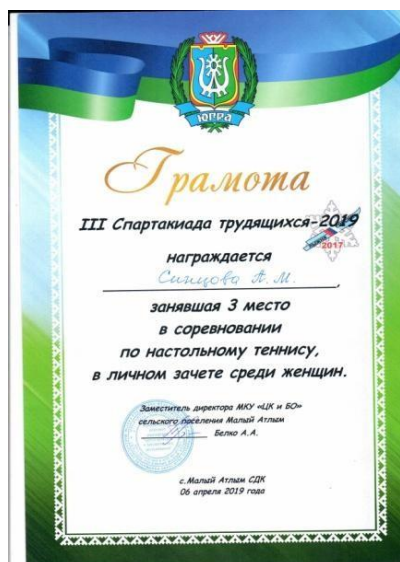 ЮГРА
Грамота
III Спартакиада трудящихся-2019
2017
награждается
Синцова А.М.
занявшая 3 место
в соревновании
по настольному теннису,
в личном зачете среди женщин.
Заместитель директора МКУ «ЦК и БО»
сельского поселения Малый Атлым
Белко А.А.
с.Малый Атлым СДК
06 апреля 2019 года